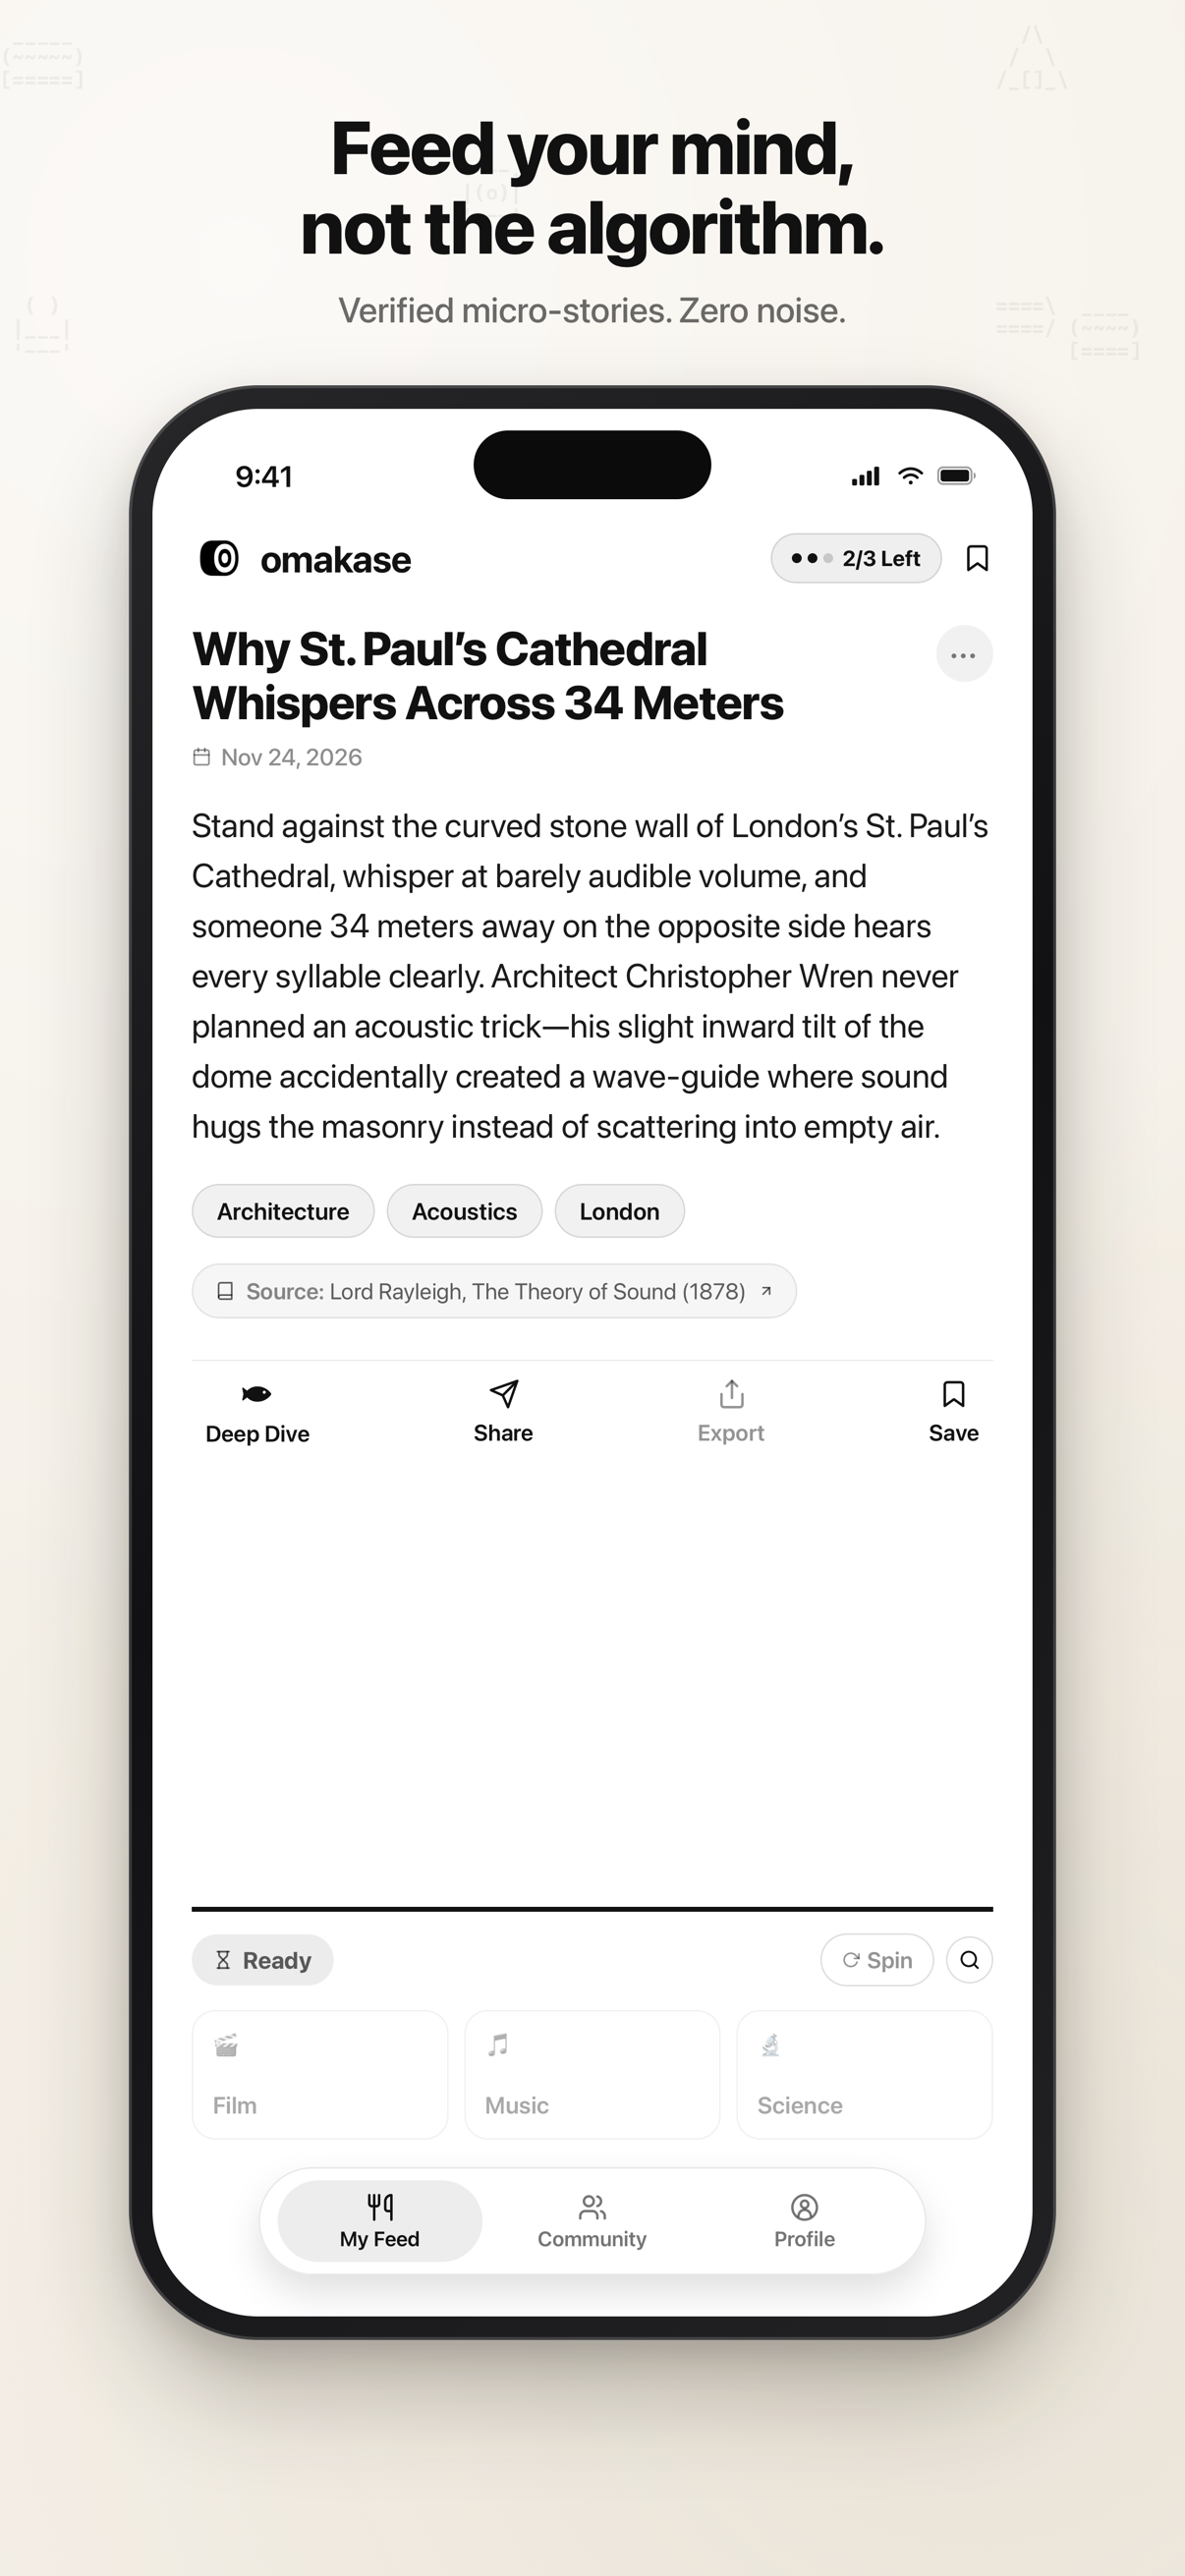 Feed your mind,
not the algorithm.
Verified micro-stories. Zero noise.
9:41
omakase
2/3 Left
Why St. Paul’s Cathedral
Whispers Across 34 Meters
Nov 24, 2026
Stand against the curved stone wall of London’s St. Paul’s
Cathedral, whisper at barely audible volume, and
someone 34 meters away on the opposite side hears
every syllable clearly. Architect Christopher Wren never
planned an acoustic trick—his slight inward tilt of the
dome accidentally created a wave-guide where sound
hugs the masonry instead of scattering into empty air.
Architecture
Acoustics
London
Source: Lord Rayleigh, The Theory of Sound (1878)
Deep Dive
Share
Export
Save
Ready
Spin
Film
Music
Science
My Feed
Community
Profile